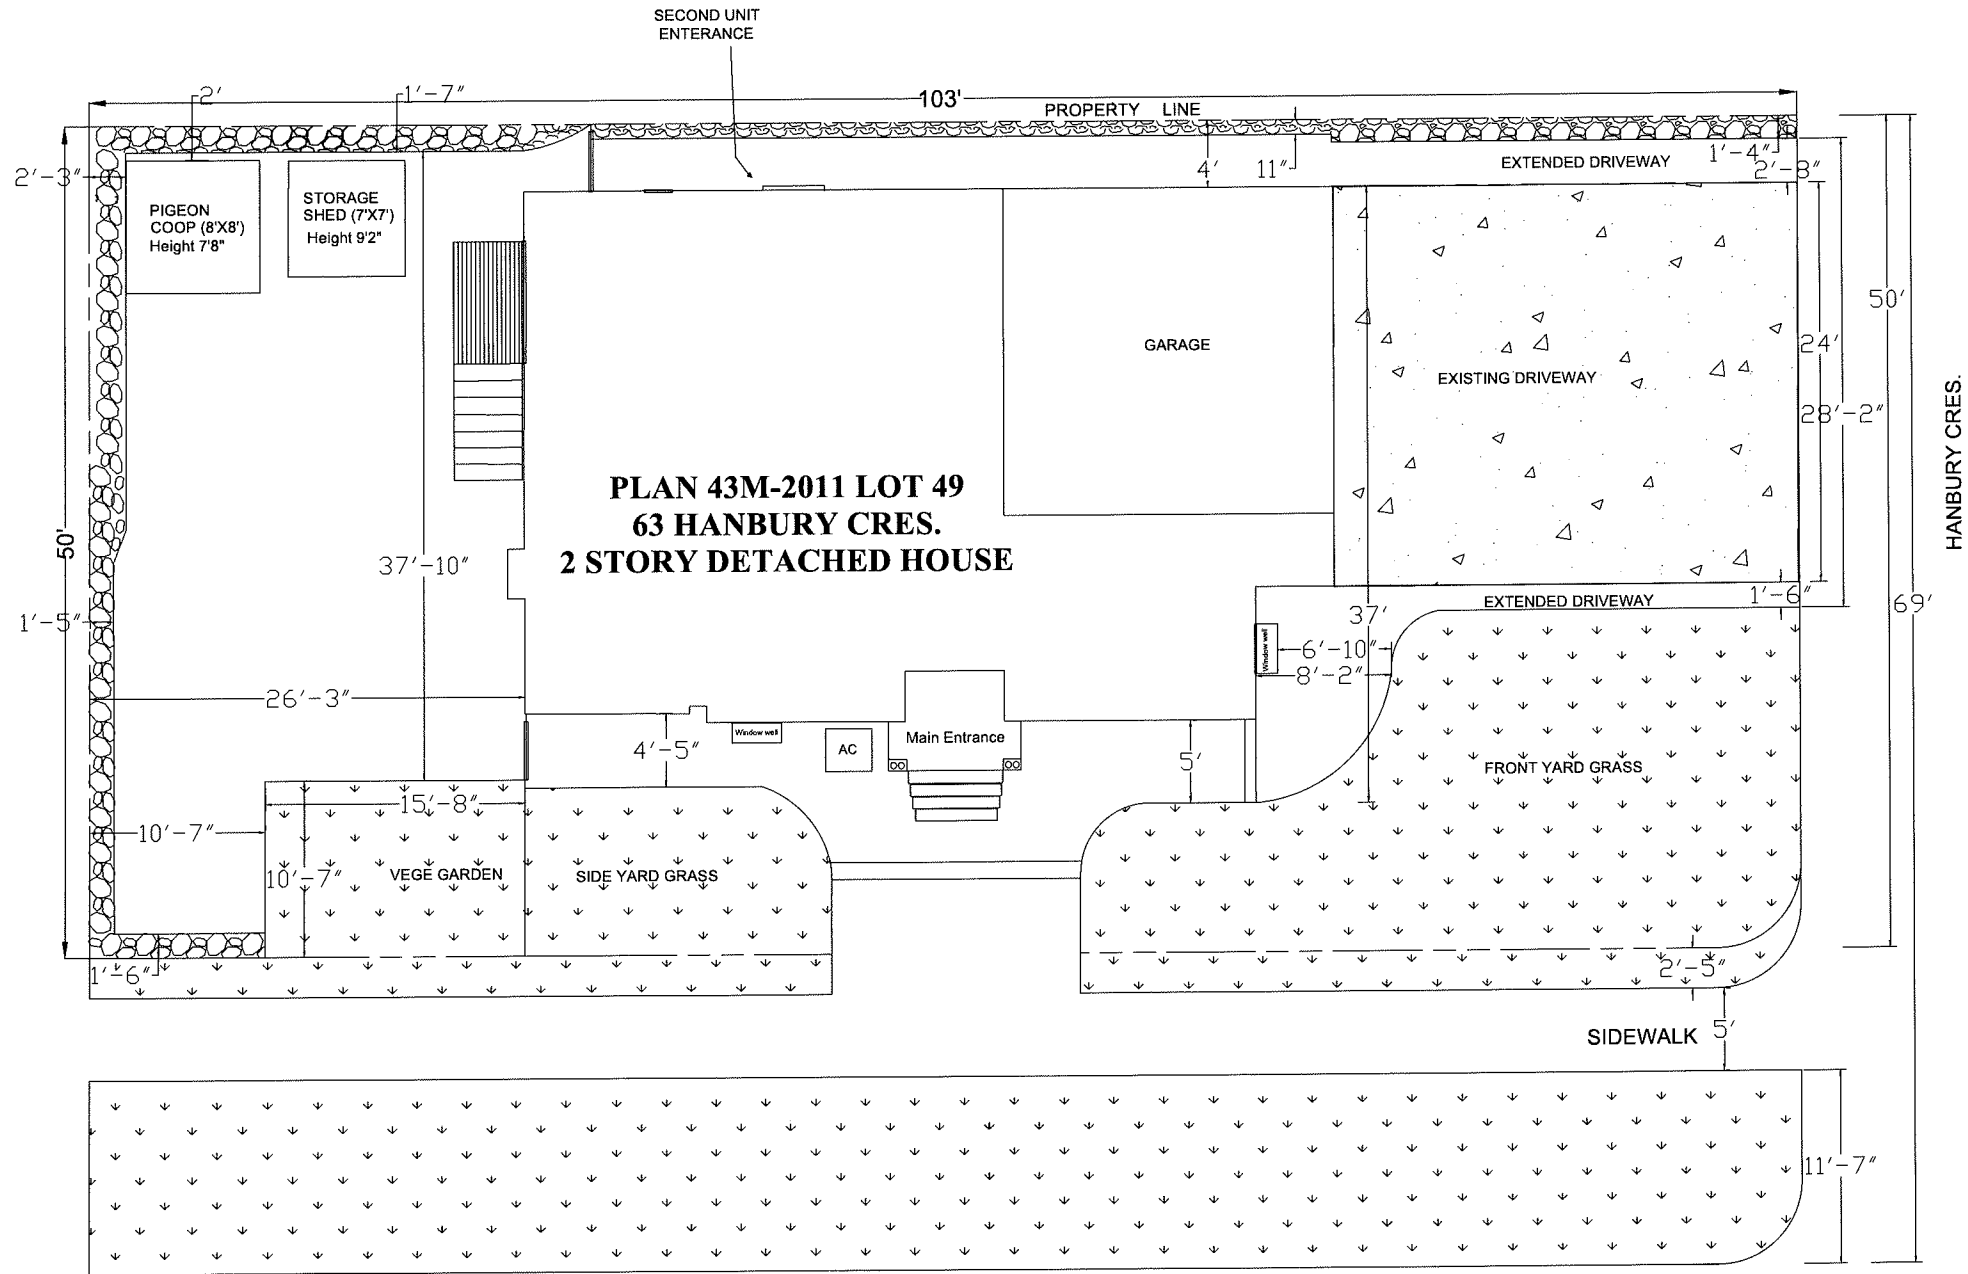 SECOND UNIT
ENTERANCE
103'
PROPERTY LINE
2'
1'-7"
2'-3"
4'
11"
EXTENDED DRIVEWAY
1'-4"
2'-8"
PIGEON
COOP (8'X8')
Height 7'8"
STORAGE
SHED (7'X7')
Height 9'2"
GARAGE
EXISTING DRIVEWAY
50'
24'
28'-2"
HANBURY CRES.
PLAN 43M-2011 LOT 49
63 HANBURY CRES.
2 STORY DETACHED HOUSE
50'
37'-10"
1'-5"
EXTENDED DRIVEWAY
1'-6"
69'
37'
Window well
6'-10"
8'-2"
26'-3"
4'-5"
Window well
AC
Main Entrance
5'
FRONT YARD GRASS
15'-8"
10'-7"
10'-7"
VEGE GARDEN
SIDE YARD GRASS
1'-6"
2'-5"
SIDEWALK
5'
11'-7"